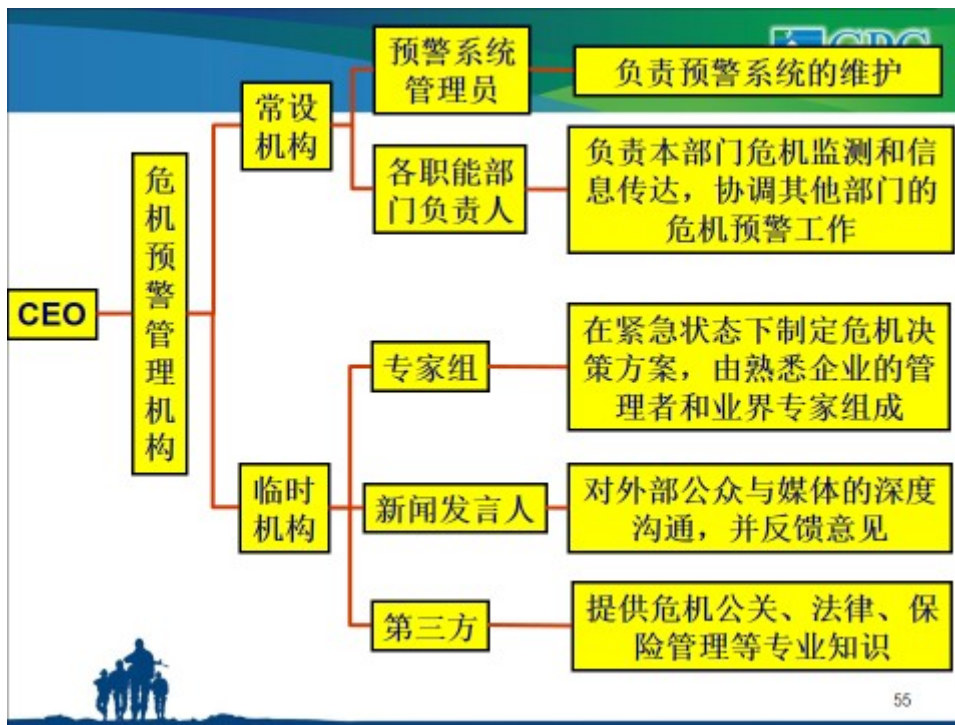 预警系统
管理员
负责预警系统的维护
常设
机构
各职能部
门负责人
负责本部门危机监测和信
息传达，协调其他部门的
危机预警工作
CEO
危
机
预
警
管
理
机
构
专家组
在紧急状态下制定危机决
策方案，由熟悉企业的管
理者和业界专家组成
临时
机构
新闻发言人
对外部公众与媒体的深度
沟通，并反馈意见
第三方
提供危机公关、法律、保
险管理等专业知识
55